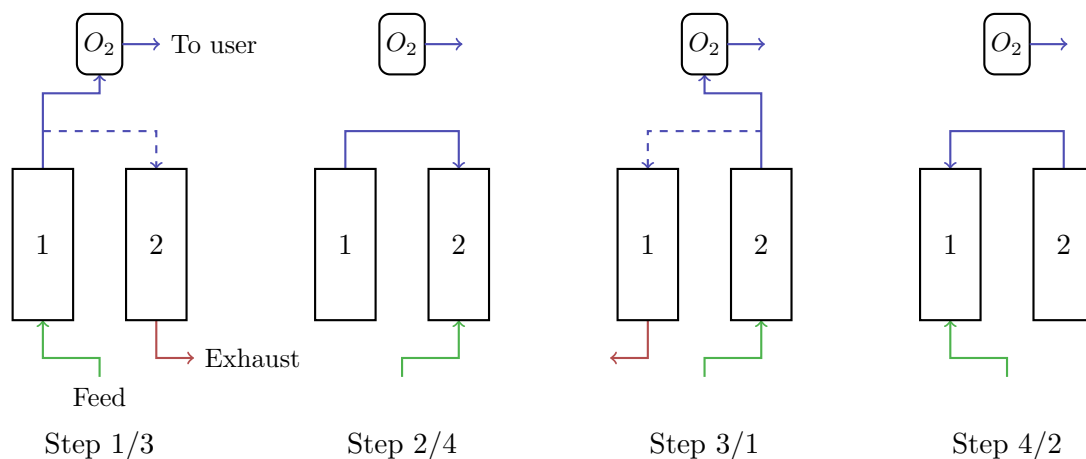 O₂ To user O₂ O₂ O₂
1 2 1 2 1 2 1 2
Exhaust
Feed
Step 1/3 Step 2/4 Step 3/1 Step 4/2